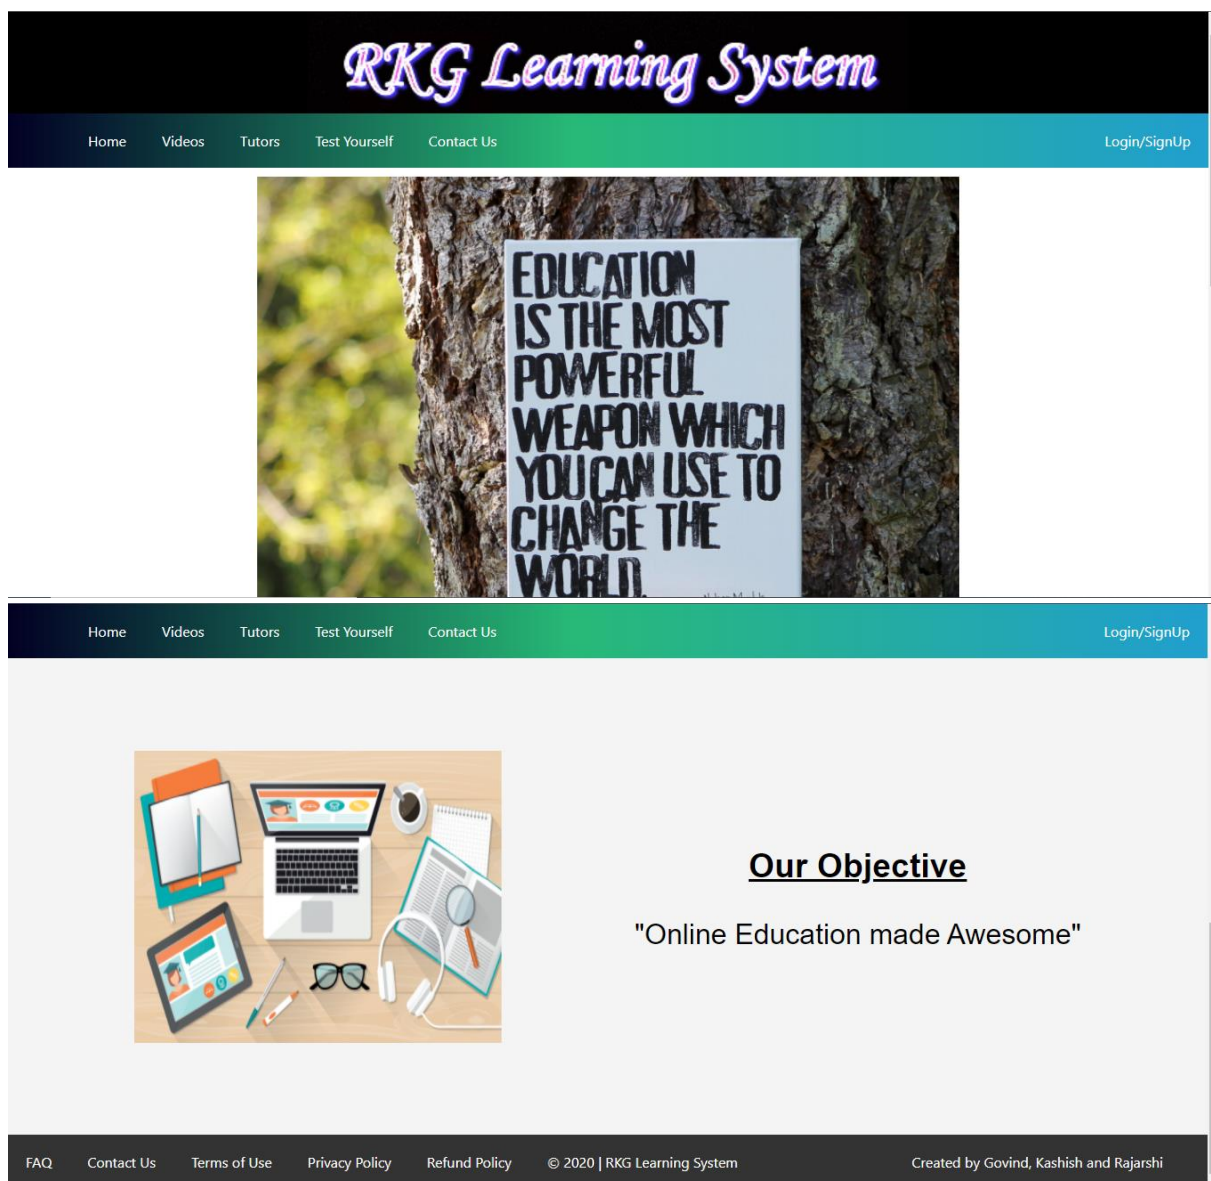 RKG Learning System
Home Videos Tutors Test Yourself Contact Us Login/SignUp
EDUCATION
IS THE MOST
POWERFUL
WEAPON WHICH
YOU CAN USE TO
CHANGE THE
WORLD.
Home Videos Tutors Test Yourself Contact Us Login/SignUp
Our Objective
"Online Education made Awesome"
FAQ Contact Us Terms of Use Privacy Policy Refund Policy © 2020 | RKG Learning System Created by Govind, Kashish and Rajarshi